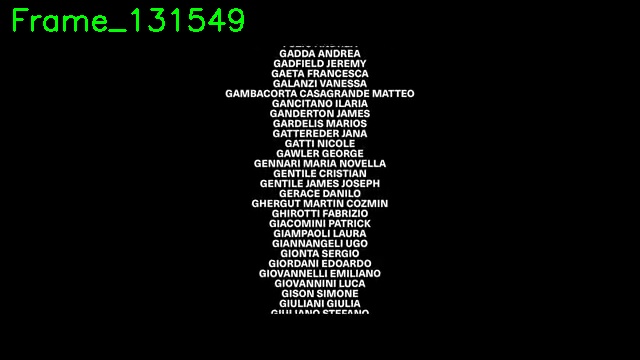 Frame_131549
GADDA ANDREA
GADFIELD JEREMY
GAETA FRANCESCA
GALANZI VANESSA
GAMBACORTA CASAGRANDE MATTEO
GANCITANO ILARIA
GANDERTON JAMES
GARDELIS MARIOS
GATTEREDER JANA
GATTI NICOLE
GAWLER GEORGE
GENNARI MARIA NOVELLA
GENTILE CRISTIAN
GENTILE JAMES JOSEPH
GERACE DANILO
GHERGUT MARTIN COZMIN
GHIROTTI FABRIZIO
GIACOMINI PATRICK
GIAMPAOLI LAURA
GIANNANGELI UGO
GIONTA SERGIO
GIORDANI EDOARDO
GIOVANNELLI EMILIANO
GIOVANNINI LUCA
GISON SIMONE
GIULIANI GIULIA
GIULIANO STEFANO